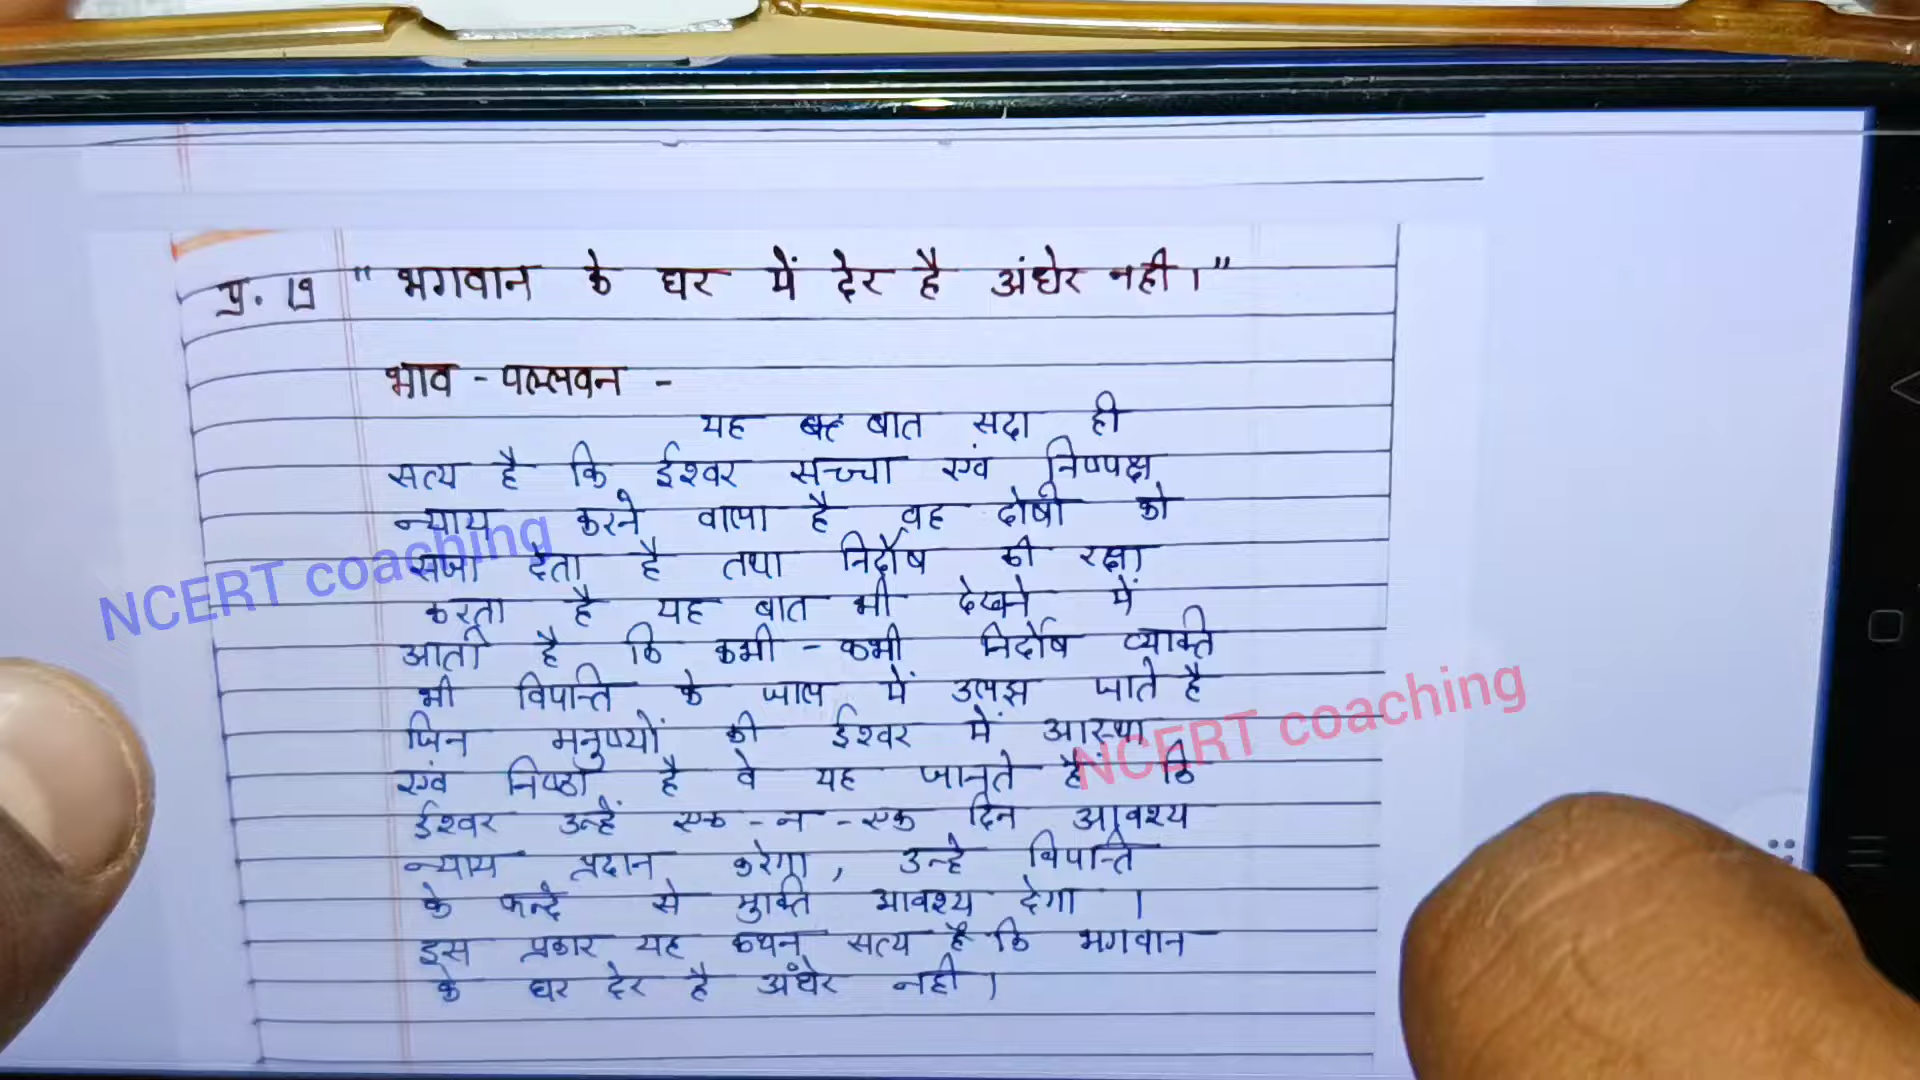 प्र. 19 " भगवान के घर में देर है अंधेर नही। "
भाव - पल्लवन -
यह बात सदा ही
सत्य है कि ईश्वर सच्चा एवं निष्पक्ष
न्याय करने वाला है वह दोषी को
सजा देता है तथा निर्दोष की रक्षा
करता है यह बात भी देखने में
आती है कि कभी - कभी निर्दोष व्यक्ति
भी विपत्ति के जाल में उलझ जाते है
जिन मनुष्यों की ईश्वर में आस्था
एवं निष्ठा है वे यह जानते हैं कि
ईश्वर उन्हें एक - न - एक दिन आवश्य
न्याय प्रदान करेगा , उन्हे विपत्ति
के फन्दे से मुक्ति आवश्य देगा ।
इस प्रकार यह कथन सत्य है कि भगवान
के घर देर है अंधेर नही ।
NCERT coaching
NCERT coaching